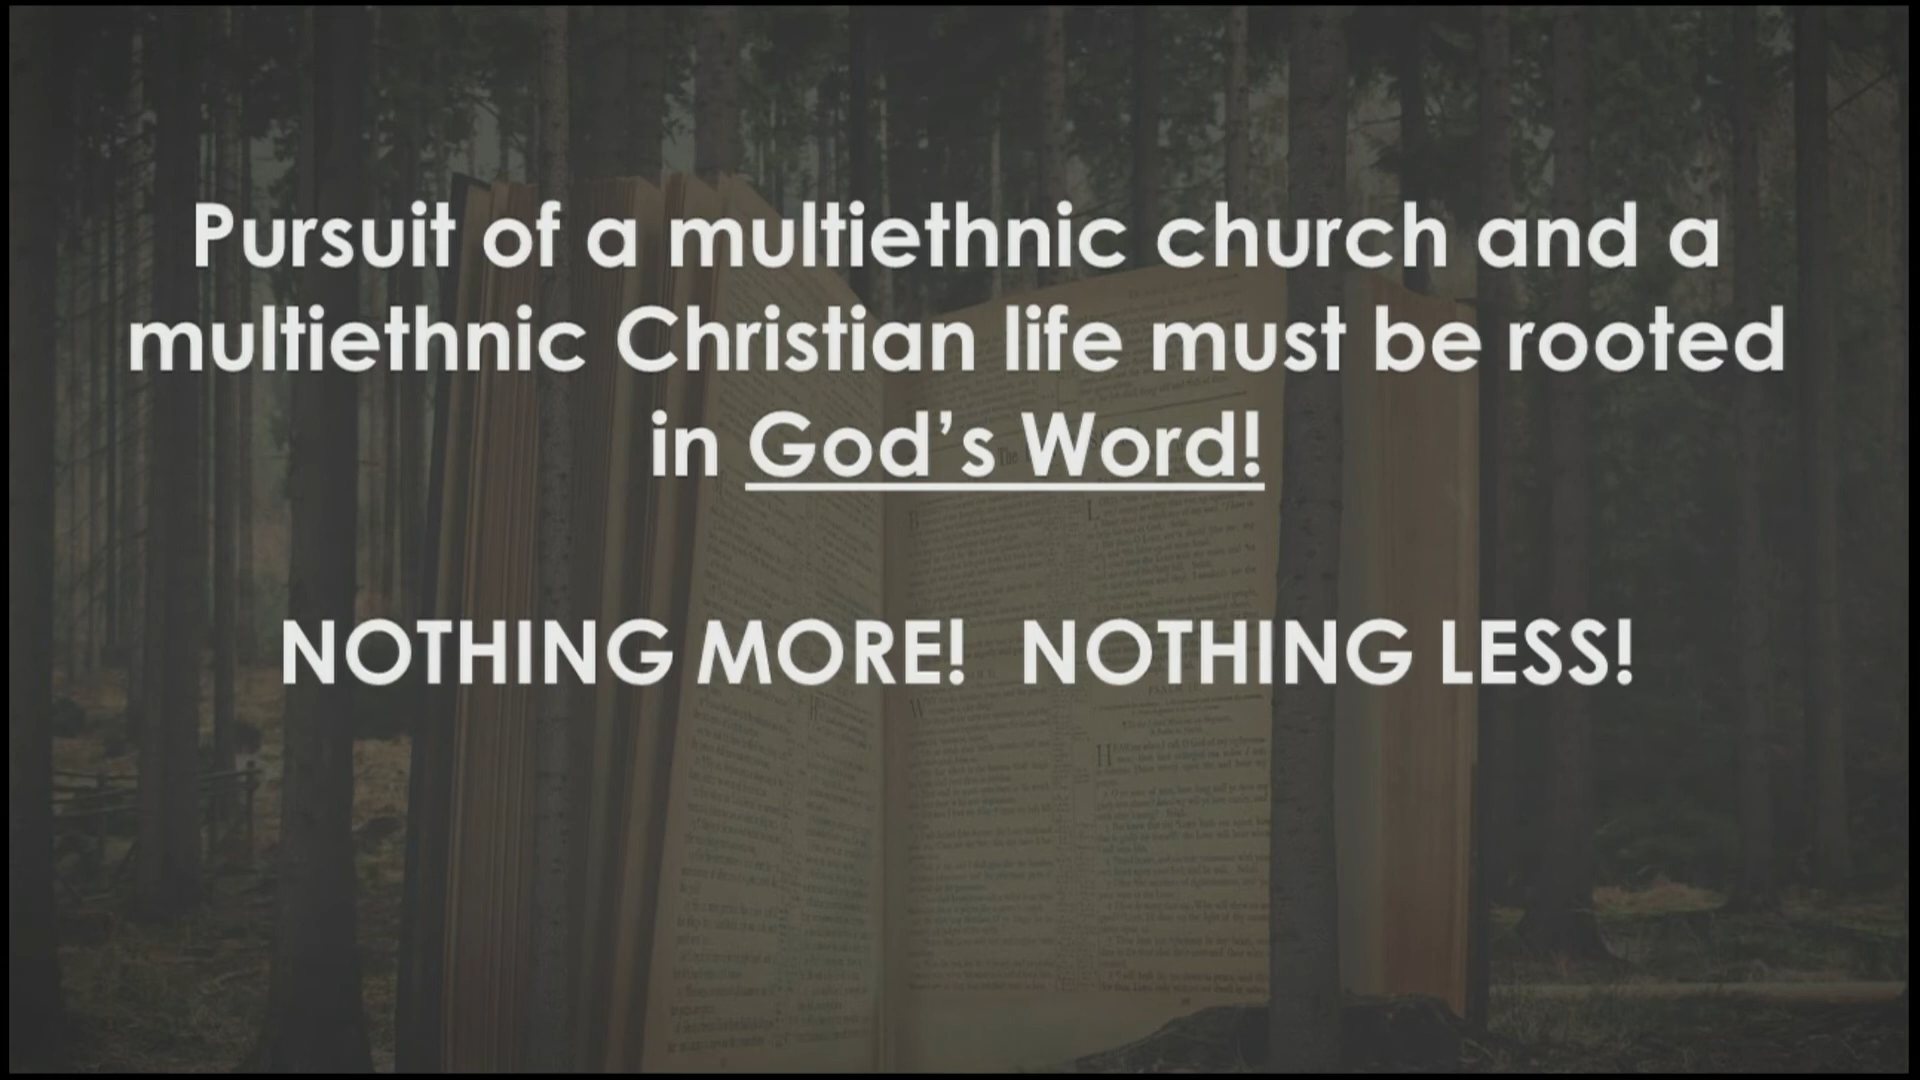 Pursuit of a multiethnic church and a
multiethnic Christian life must be rooted
in God’s Word!
NOTHING MORE!  NOTHING LESS!